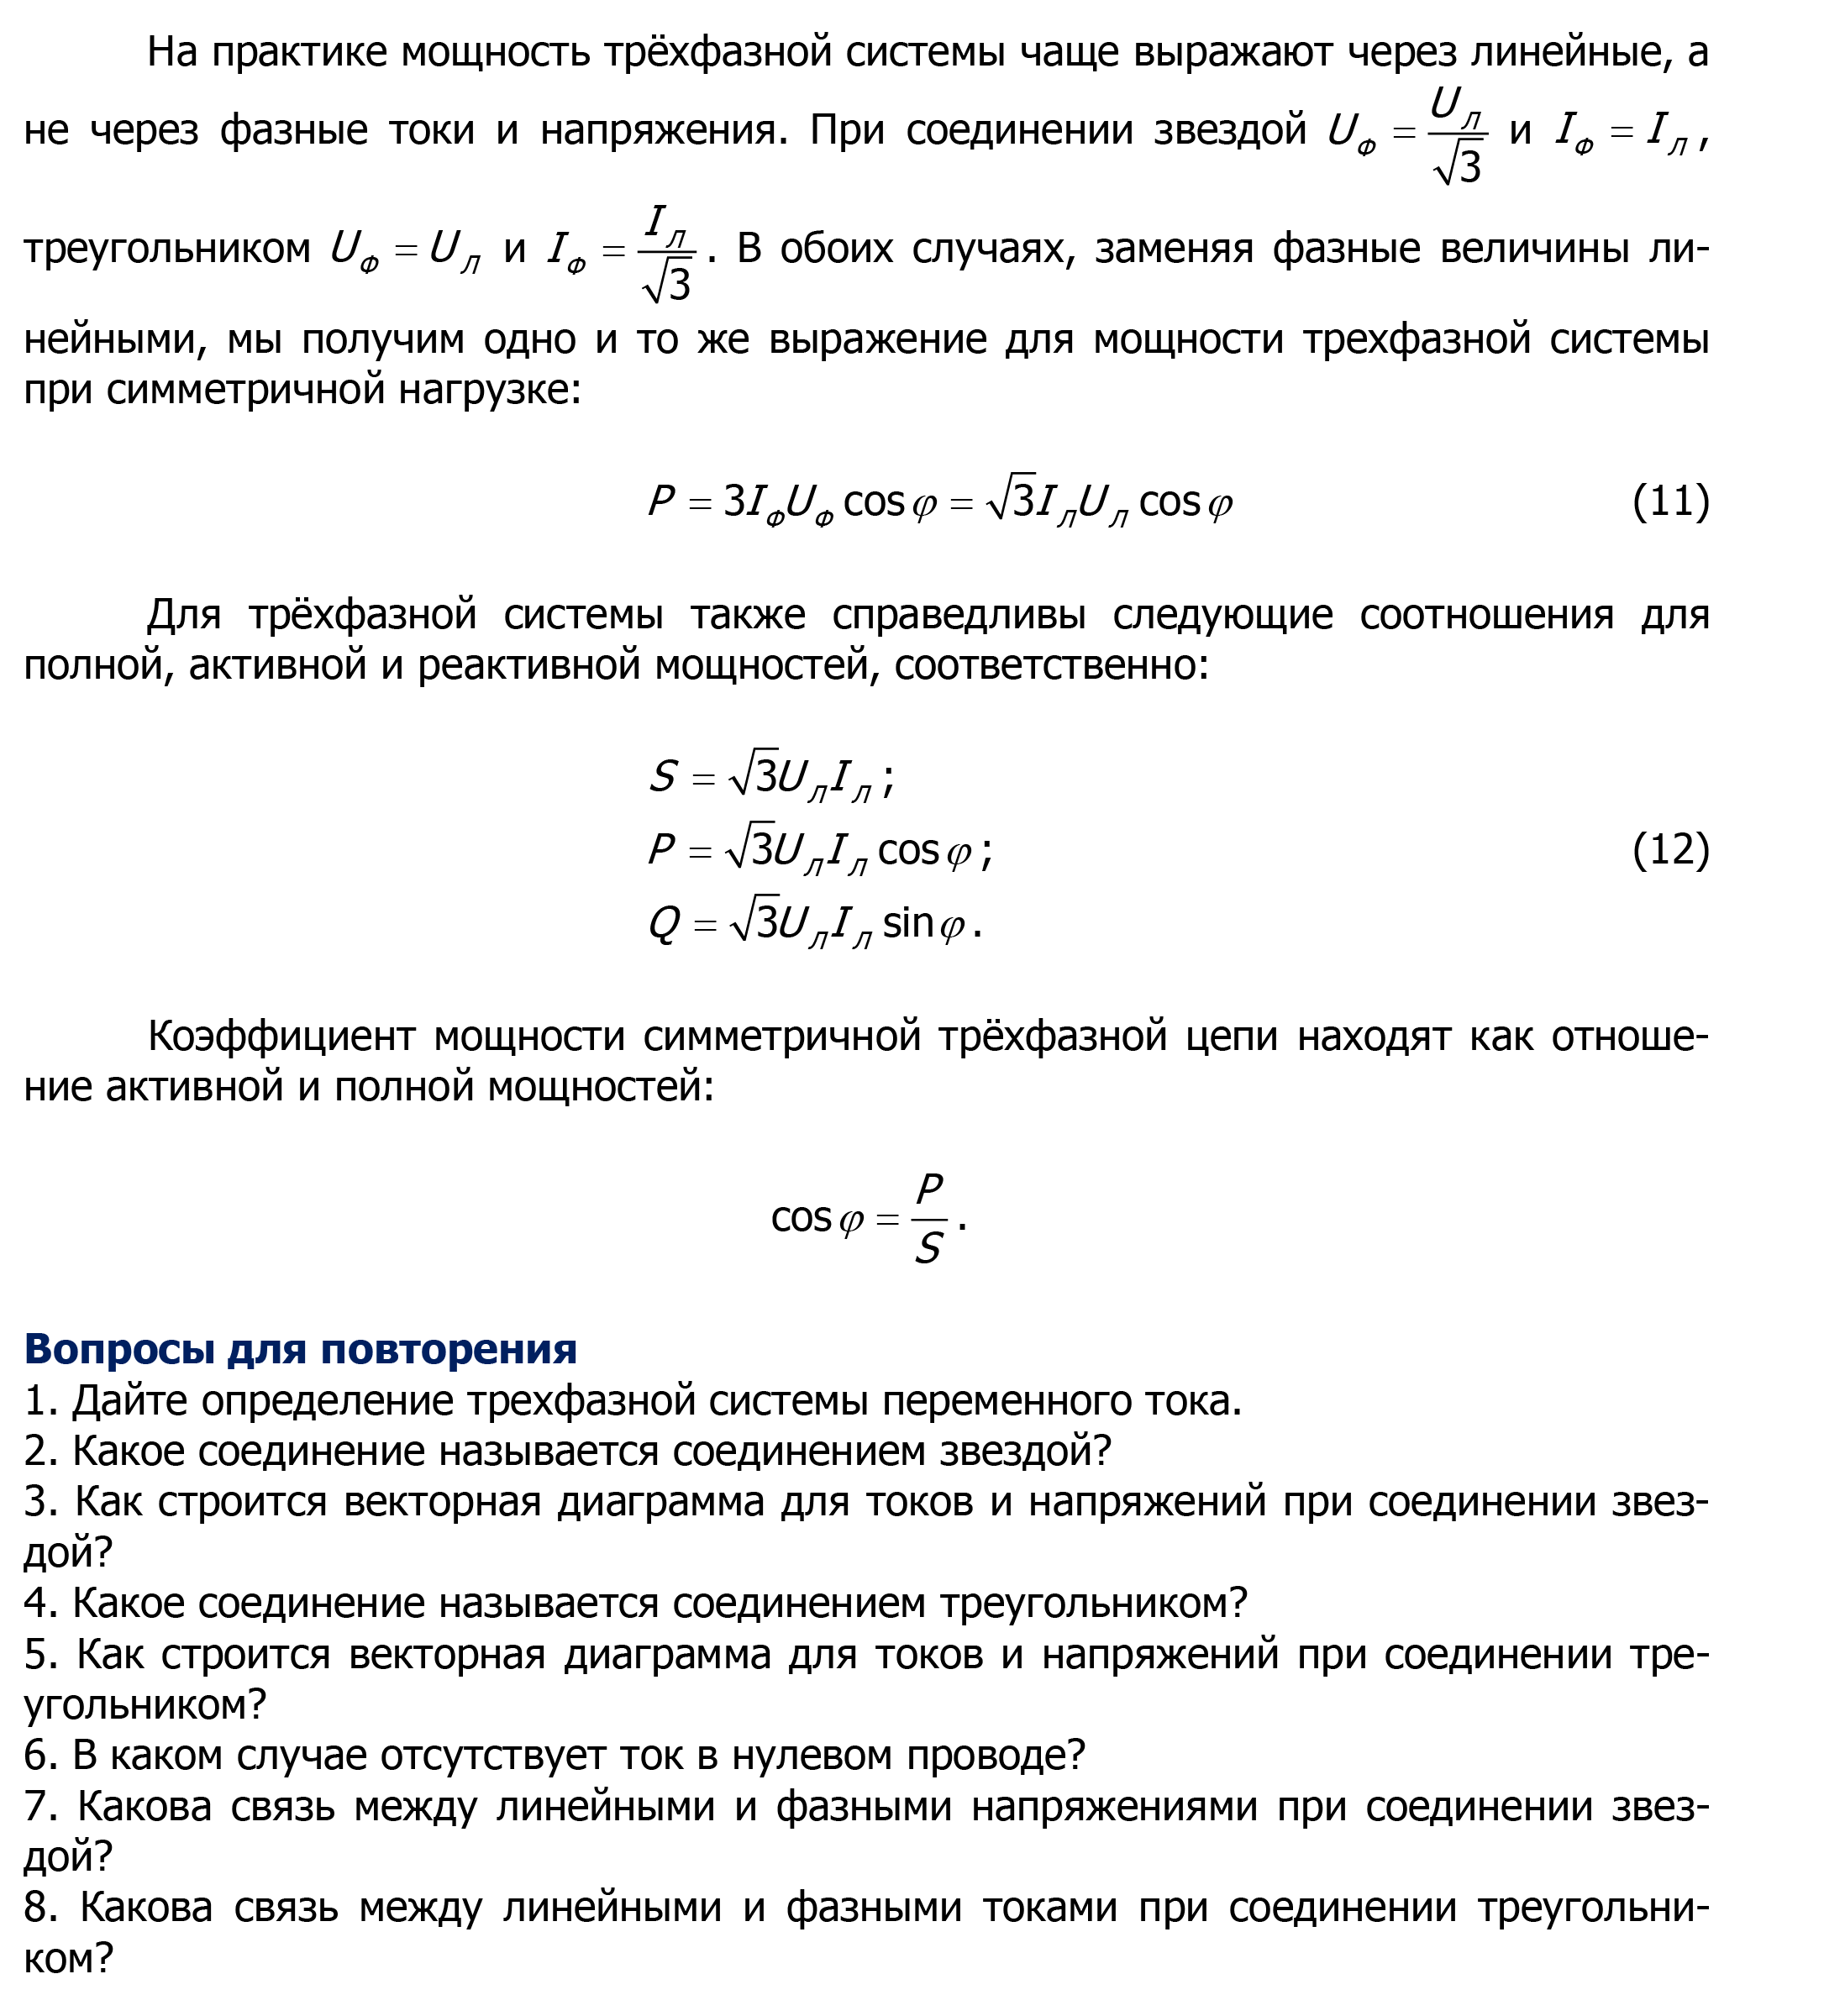 На практике мощность трёхфазной системы чаще выражают через линейные, а
не через фазные токи и напряжения. При соединении звездой U_Ф = U_Л/√3 и I_Ф = I_Л,
треугольником U_Ф = U_Л и I_Ф = I_Л/√3. В обоих случаях, заменяя фазные величины ли-
нейными, мы получим одно и то же выражение для мощности трехфазной системы
при симметричной нагрузке:
P = 3I_ФU_Ф cos φ = √3I_ЛU_Л cos φ (11)
Для трёхфазной системы также справедливы следующие соотношения для
полной, активной и реактивной мощностей, соответственно:
S = √3U_ЛI_Л;
P = √3U_ЛI_Л cos φ; (12)
Q = √3U_ЛI_Л sin φ.
Коэффициент мощности симметричной трёхфазной цепи находят как отноше-
ние активной и полной мощностей:
cos φ = P/S.
Вопросы для повторения
1. Дайте определение трехфазной системы переменного тока.
2. Какое соединение называется соединением звездой?
3. Как строится векторная диаграмма для токов и напряжений при соединении звез-
дой?
4. Какое соединение называется соединением треугольником?
5. Как строится векторная диаграмма для токов и напряжений при соединении тре-
угольником?
6. В каком случае отсутствует ток в нулевом проводе?
7. Какова связь между линейными и фазными напряжениями при соединении звез-
дой?
8. Какова связь между линейными и фазными токами при соединении треугольни-
ком?